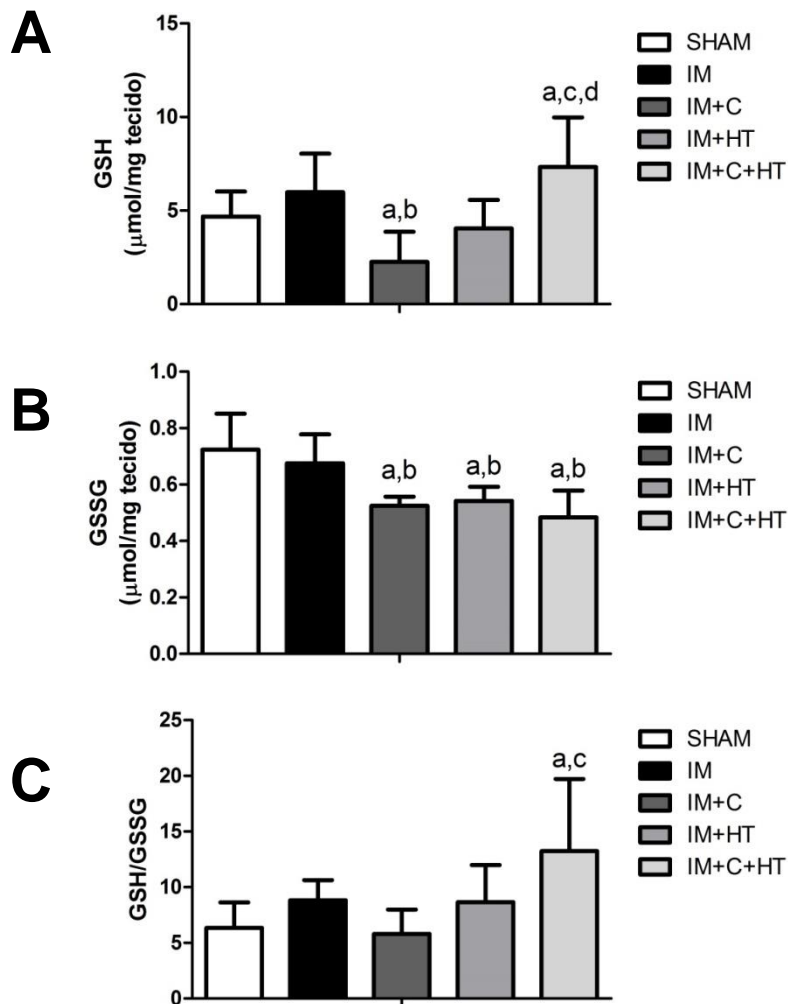 A
15
10
5
0
GSH
(µmol/mg tecido)
a,b
a,c,d
SHAM
IM
IM+C
IM+HT
IM+C+HT
B
1.0
0.8
0.6
0.4
0.2
0.0
GSSG
(µmol/mg tecido)
a,b
a,b
a,b
SHAM
IM
IM+C
IM+HT
IM+C+HT
C
25
20
15
10
5
0
GSH/GSSG
a,c
SHAM
IM
IM+C
IM+HT
IM+C+HT